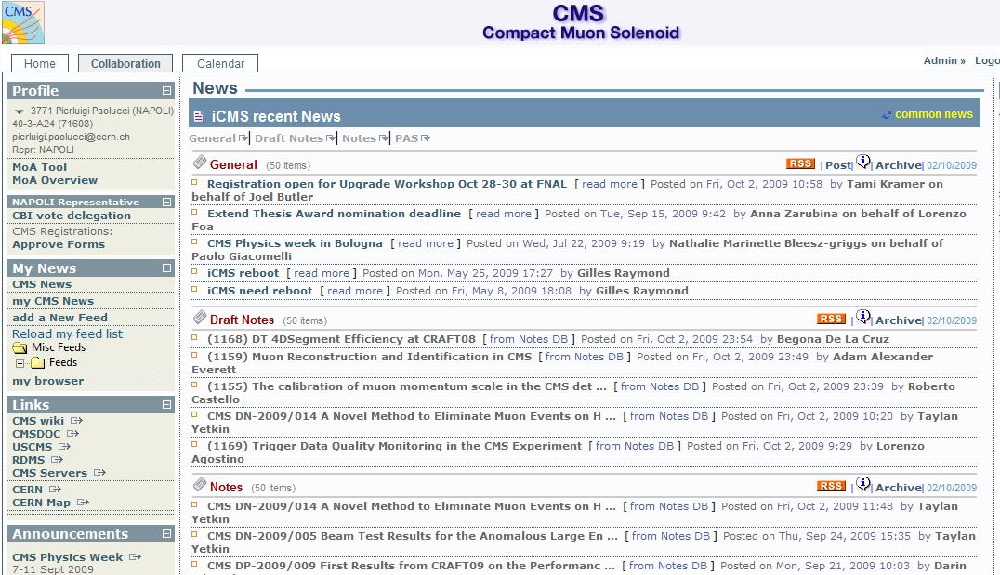 CMS
CMS
Compact Muon Solenoid
Home
Collaboration
Calendar
Admin »
Logo
Profile
3771 Pierluigi Paolucci (NAPOLI)
40-3-A24 (71608)
pierluigi.paolucci@cern.ch
Repr: NAPOLI
MoA Tool
MoA Overview
NAPOLI Representative
CBI vote delegation
CMS Registrations:
Approve Forms
My News
CMS News
my CMS News
add a New Feed
Reload my feed list
Misc Feeds
Feeds
my browser
Links
CMS wiki
CMSDOC
USCMS
RDMS
CMS Servers
CERN
CERN Map
Announcements
CMS Physics Week
7-11 Sept 2009
News
iCMS recent News
common news
General | Draft Notes | Notes | PAS
General (50 items)
RSS | Post| Archive| 02/10/2009
Registration open for Upgrade Workshop Oct 28-30 at FNAL [ read more ] Posted on Fri, Oct 2, 2009 10:58 by Tami Kramer on
behalf of Joel Butler
Extend Thesis Award nomination deadline [ read more ] Posted on Tue, Sep 15, 2009 9:42 by Anna Zarubina on behalf of Lorenzo
Foa
CMS Physics week in Bologna [ read more ] Posted on Wed, Jul 22, 2009 9:19 by Nathalie Marinette Bleesz-griggs on behalf of
Paolo Giacomelli
iCMS reboot [ read more ] Posted on Mon, May 25, 2009 17:27 by Gilles Raymond
iCMS need reboot [ read more ] Posted on Fri, May 8, 2009 18:08 by Gilles Raymond
Draft Notes (50 items)
RSS | Archive| 02/10/2009
(1168) DT 4DSegment Efficiency at CRAFT08 [ from Notes DB ] Posted on Fri, Oct 2, 2009 23:54 by Begona De La Cruz
(1159) Muon Reconstruction and Identification in CMS [ from Notes DB ] Posted on Fri, Oct 2, 2009 23:49 by Adam Alexander
Everett
(1155) The calibration of muon momentum scale in the CMS det ... [ from Notes DB ] Posted on Fri, Oct 2, 2009 23:39 by Roberto
Castello
CMS DN-2009/014 A Novel Method to Eliminate Muon Events on H ... [ from Notes DB ] Posted on Fri, Oct 2, 2009 10:20 by Taylan
Yetkin
(1169) Trigger Data Quality Monitoring in the CMS Experiment [ from Notes DB ] Posted on Fri, Oct 2, 2009 9:29 by Lorenzo
Agostino
Notes (50 items)
RSS | Archive| 02/10/2009
CMS DN-2009/014 A Novel Method to Eliminate Muon Events on H ... [ from Notes DB ] Posted on Fri, Oct 2, 2009 11:48 by Taylan
Yetkin
CMS DN-2009/005 Beam Test Results for the Anomalous Large En ... [ from Notes DB ] Posted on Thu, Sep 24, 2009 15:35 by Taylan
Yetkin
CMS DP-2009/009 First Results from CRAFT09 on the Performanc ... [ from Notes DB ] Posted on Mon, Sep 21, 2009 10:03 by Darin